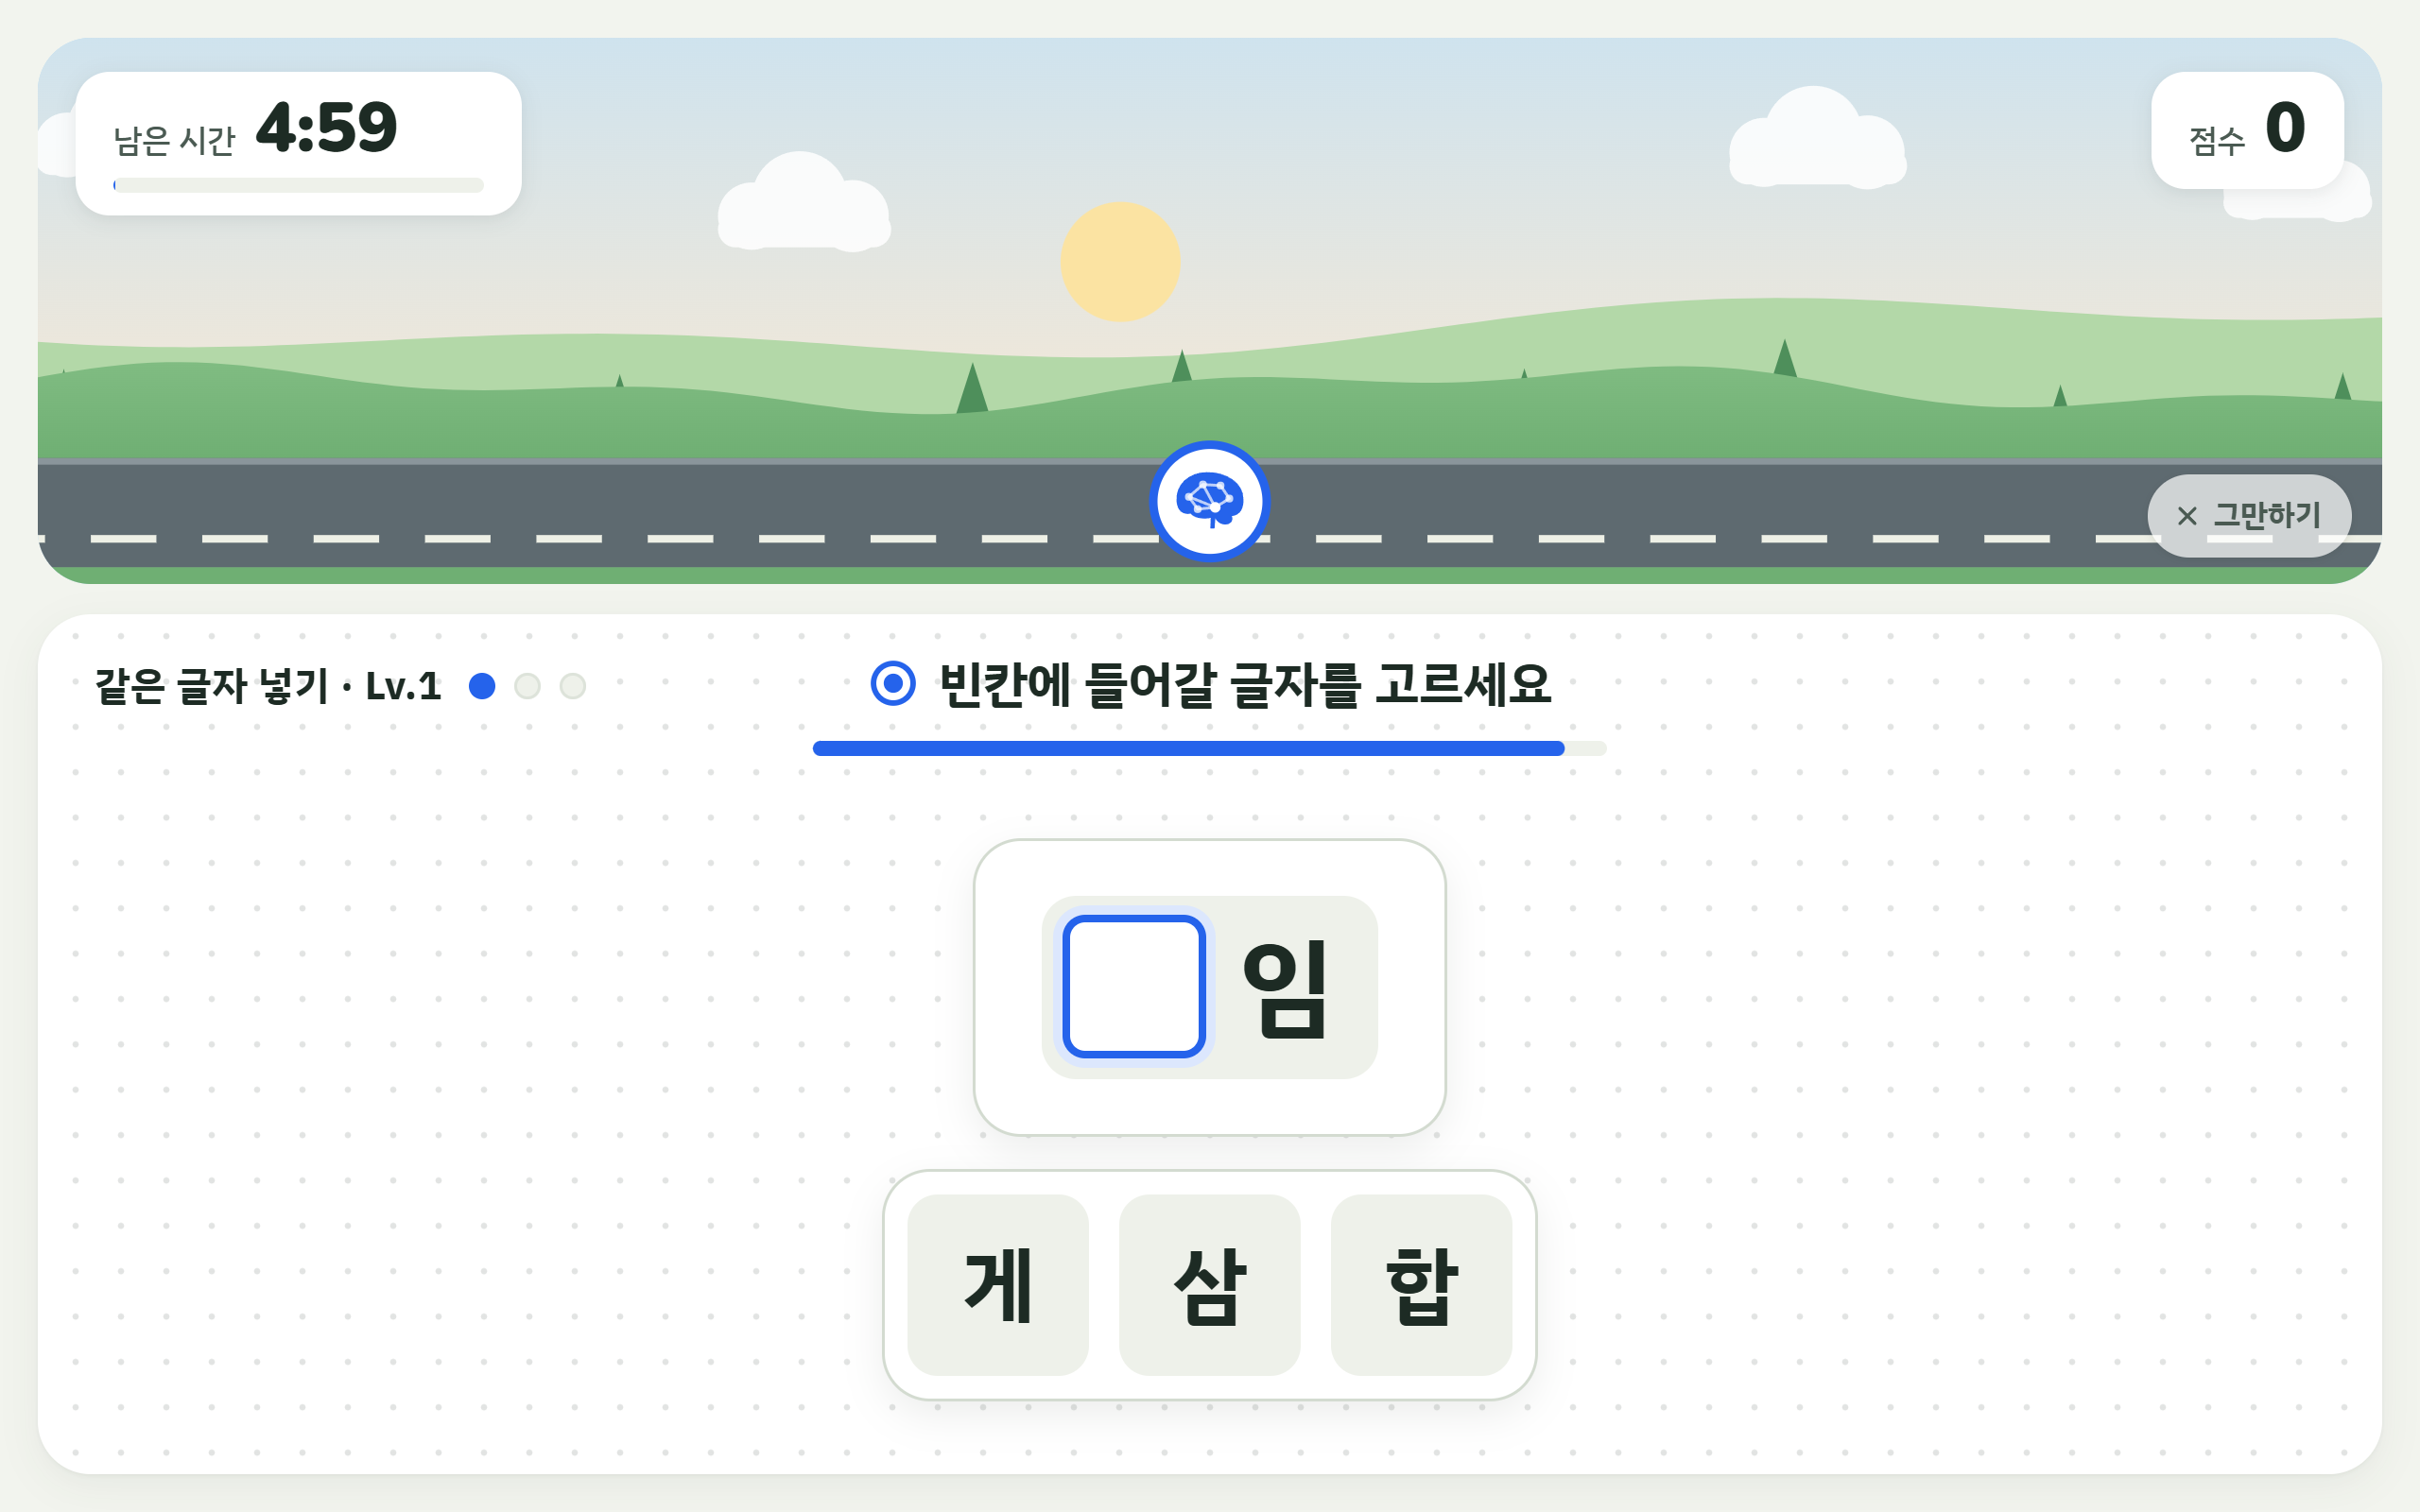 남은 시간 4:59
점수 0
× 그만하기
같은 글자 넣기 · Lv.1
빈칸에 들어갈 글자를 고르세요
임
게 삼 합